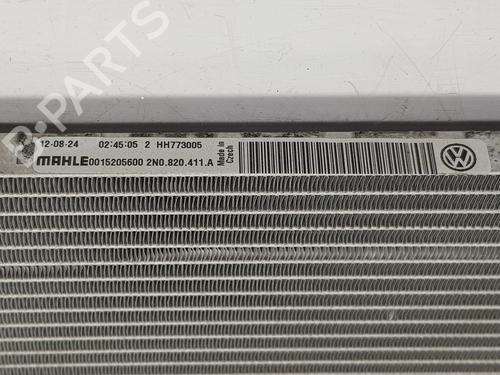 12-08-24 02:45:05 2 HH773005
MAHLE 0015205600 2N0.820.411.A
Made in
Czech
B-PARTS